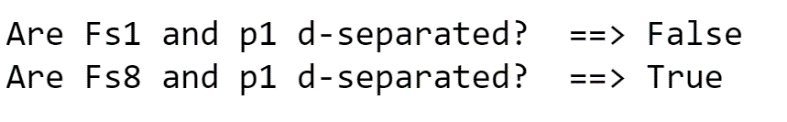 Are Fs1 and p1 d-separated?  ==> False
Are Fs8 and p1 d-separated?  ==> True